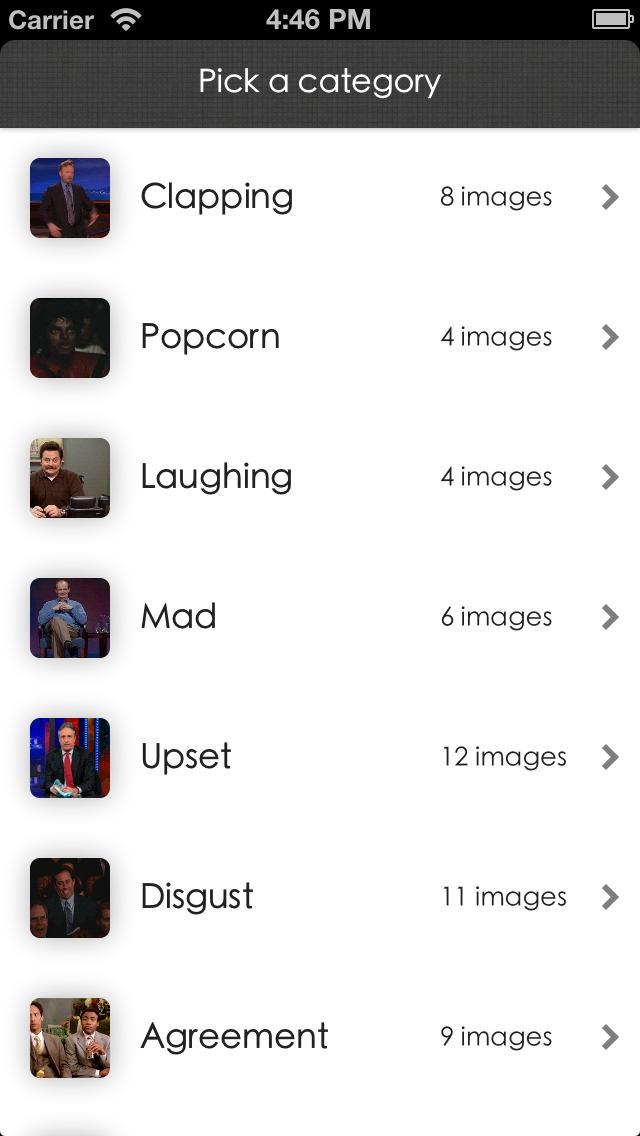 Carrier 4:46 PM
Pick a category
Clapping 8 images
Popcorn 4 images
Laughing 4 images
Mad 6 images
Upset 12 images
Disgust 11 images
Agreement 9 images